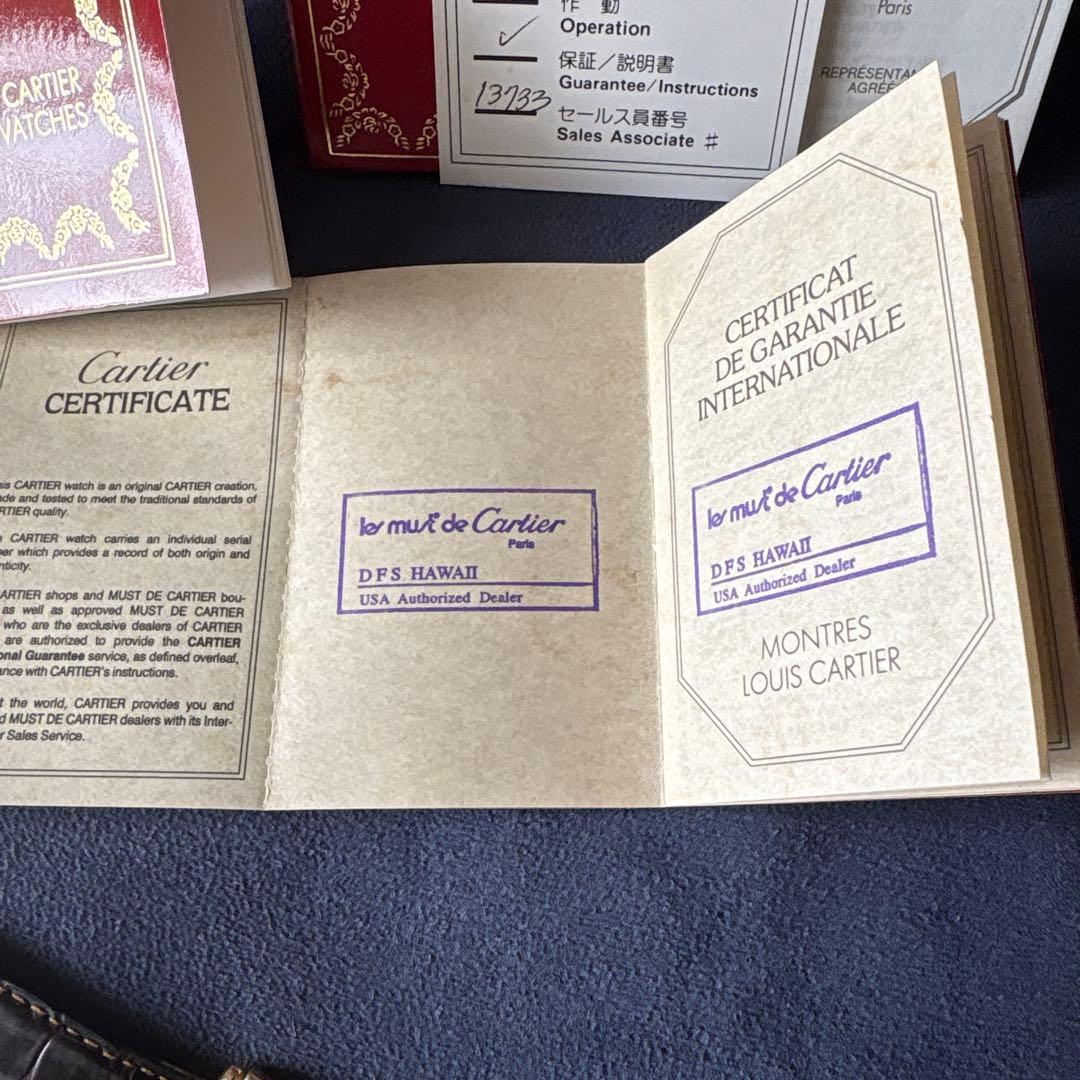 CARTIER
WATCHES
作動
Operation
保証／説明書
Guarantee/Instructions
13733 セールス員番号
Sales Associate #
Paris
AGRÉÉ
Cartier
CERTIFICATE
CARTIER watch is an original CARTIER creation,
and tested to meet the traditional standards of
quality.
CARTIER watch carries an individual serial
which provides a record of both origin and
shops and MUST DE CARTIER bou-
as well as approved MUST DE CARTIER
who are the exclusive dealers of CARTIER
are authorized to provide the CARTIER
Guarantee service, as defined overleaf,
with CARTIER's instructions.
the world, CARTIER provides you and
MUST DE CARTIER dealers with its Inter-
Sales Service.
les must de Cartier
Paris
DFS HAWAII
USA Authorized Dealer
CERTIFICAT
DE GARANTIE
INTERNATIONALE
les must de Cartier
Paris
DFS HAWAII
USA Authorized Dealer
MONTRES
LOUIS CARTIER